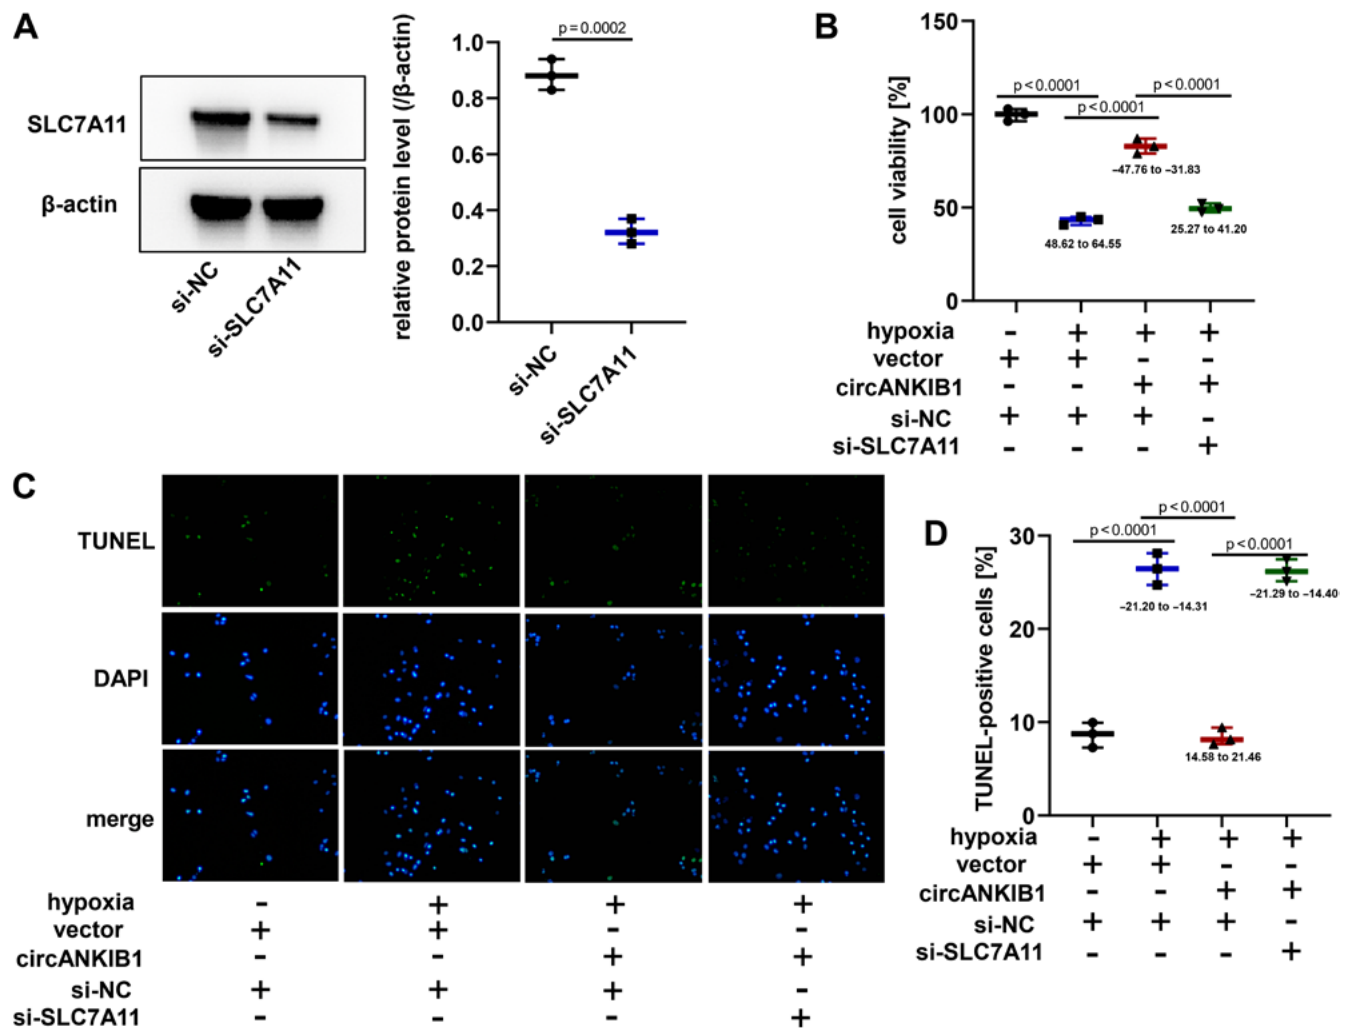 A
SLC7A11
β-actin
si-NC
si-SLC7A11
relative protein level (/β-actin)
1.0
0.8
0.6
0.4
0.2
0.0
p=0.0002
si-NC
si-SLC7A11
B
cell viability [%]
150
100
50
0
p<0.0001
p<0.0001
p<0.0001
−47.76 to −31.83
48.62 to 64.55
25.27 to 41.20
hypoxia - + + +
vector + + - -
circANKIB1 - - + +
si-NC + + + -
si-SLC7A11 - - - +
C
TUNEL
DAPI
merge
hypoxia - + + +
vector + + - -
circANKIB1 - - + +
si-NC + + + -
si-SLC7A11 - - - +
D
TUNEL-positive cells [%]
30
20
10
0
p<0.0001
p<0.0001
p<0.0001
−21.20 to −14.31
−21.29 to −14.40
14.58 to 21.46
hypoxia - + + +
vector + + - -
circANKIB1 - - + +
si-NC + + + -
si-SLC7A11 - - - +